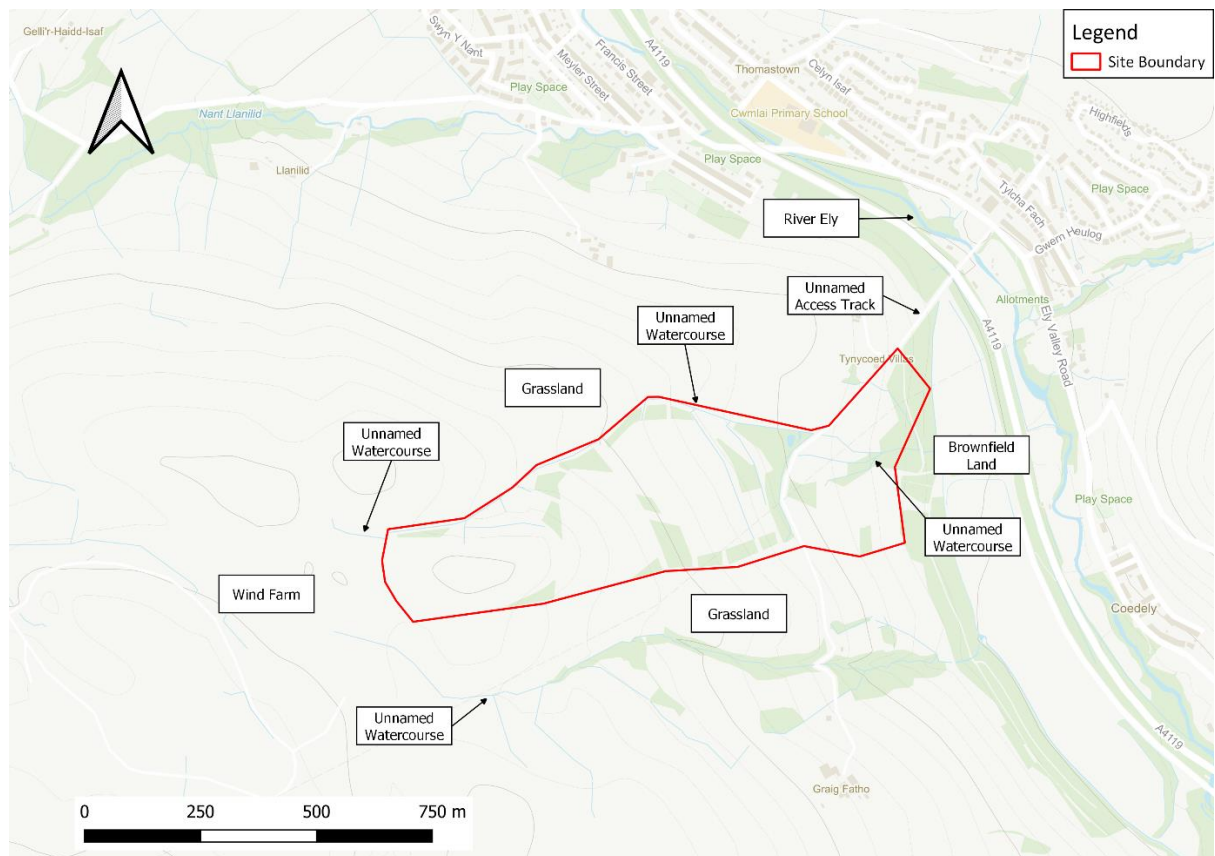 Gelli'r-Haidd-Isaf
Swyn Y Nant
Meyler Street
Francis Street
A4119
Thomastown
Celyn Isaf
Legend
Site Boundary
Play Space
Nant Llanilid
Cwmlai Primary School
Highfields
Llanilid
Play Space
Tylcha Fach
Play Space
River Ely
Gwern Heulog
Unnamed
Access Track
Allotments
Unnamed
Watercourse
A4119
Ely Valley Road
Tynycoed Villas
Grassland
Unnamed
Watercourse
Brownfield
Land
Play Space
Unnamed
Watercourse
Wind Farm
Grassland
Coedely
Unnamed
Watercourse
A4119
Graig Fatho
0 250 500 750 m